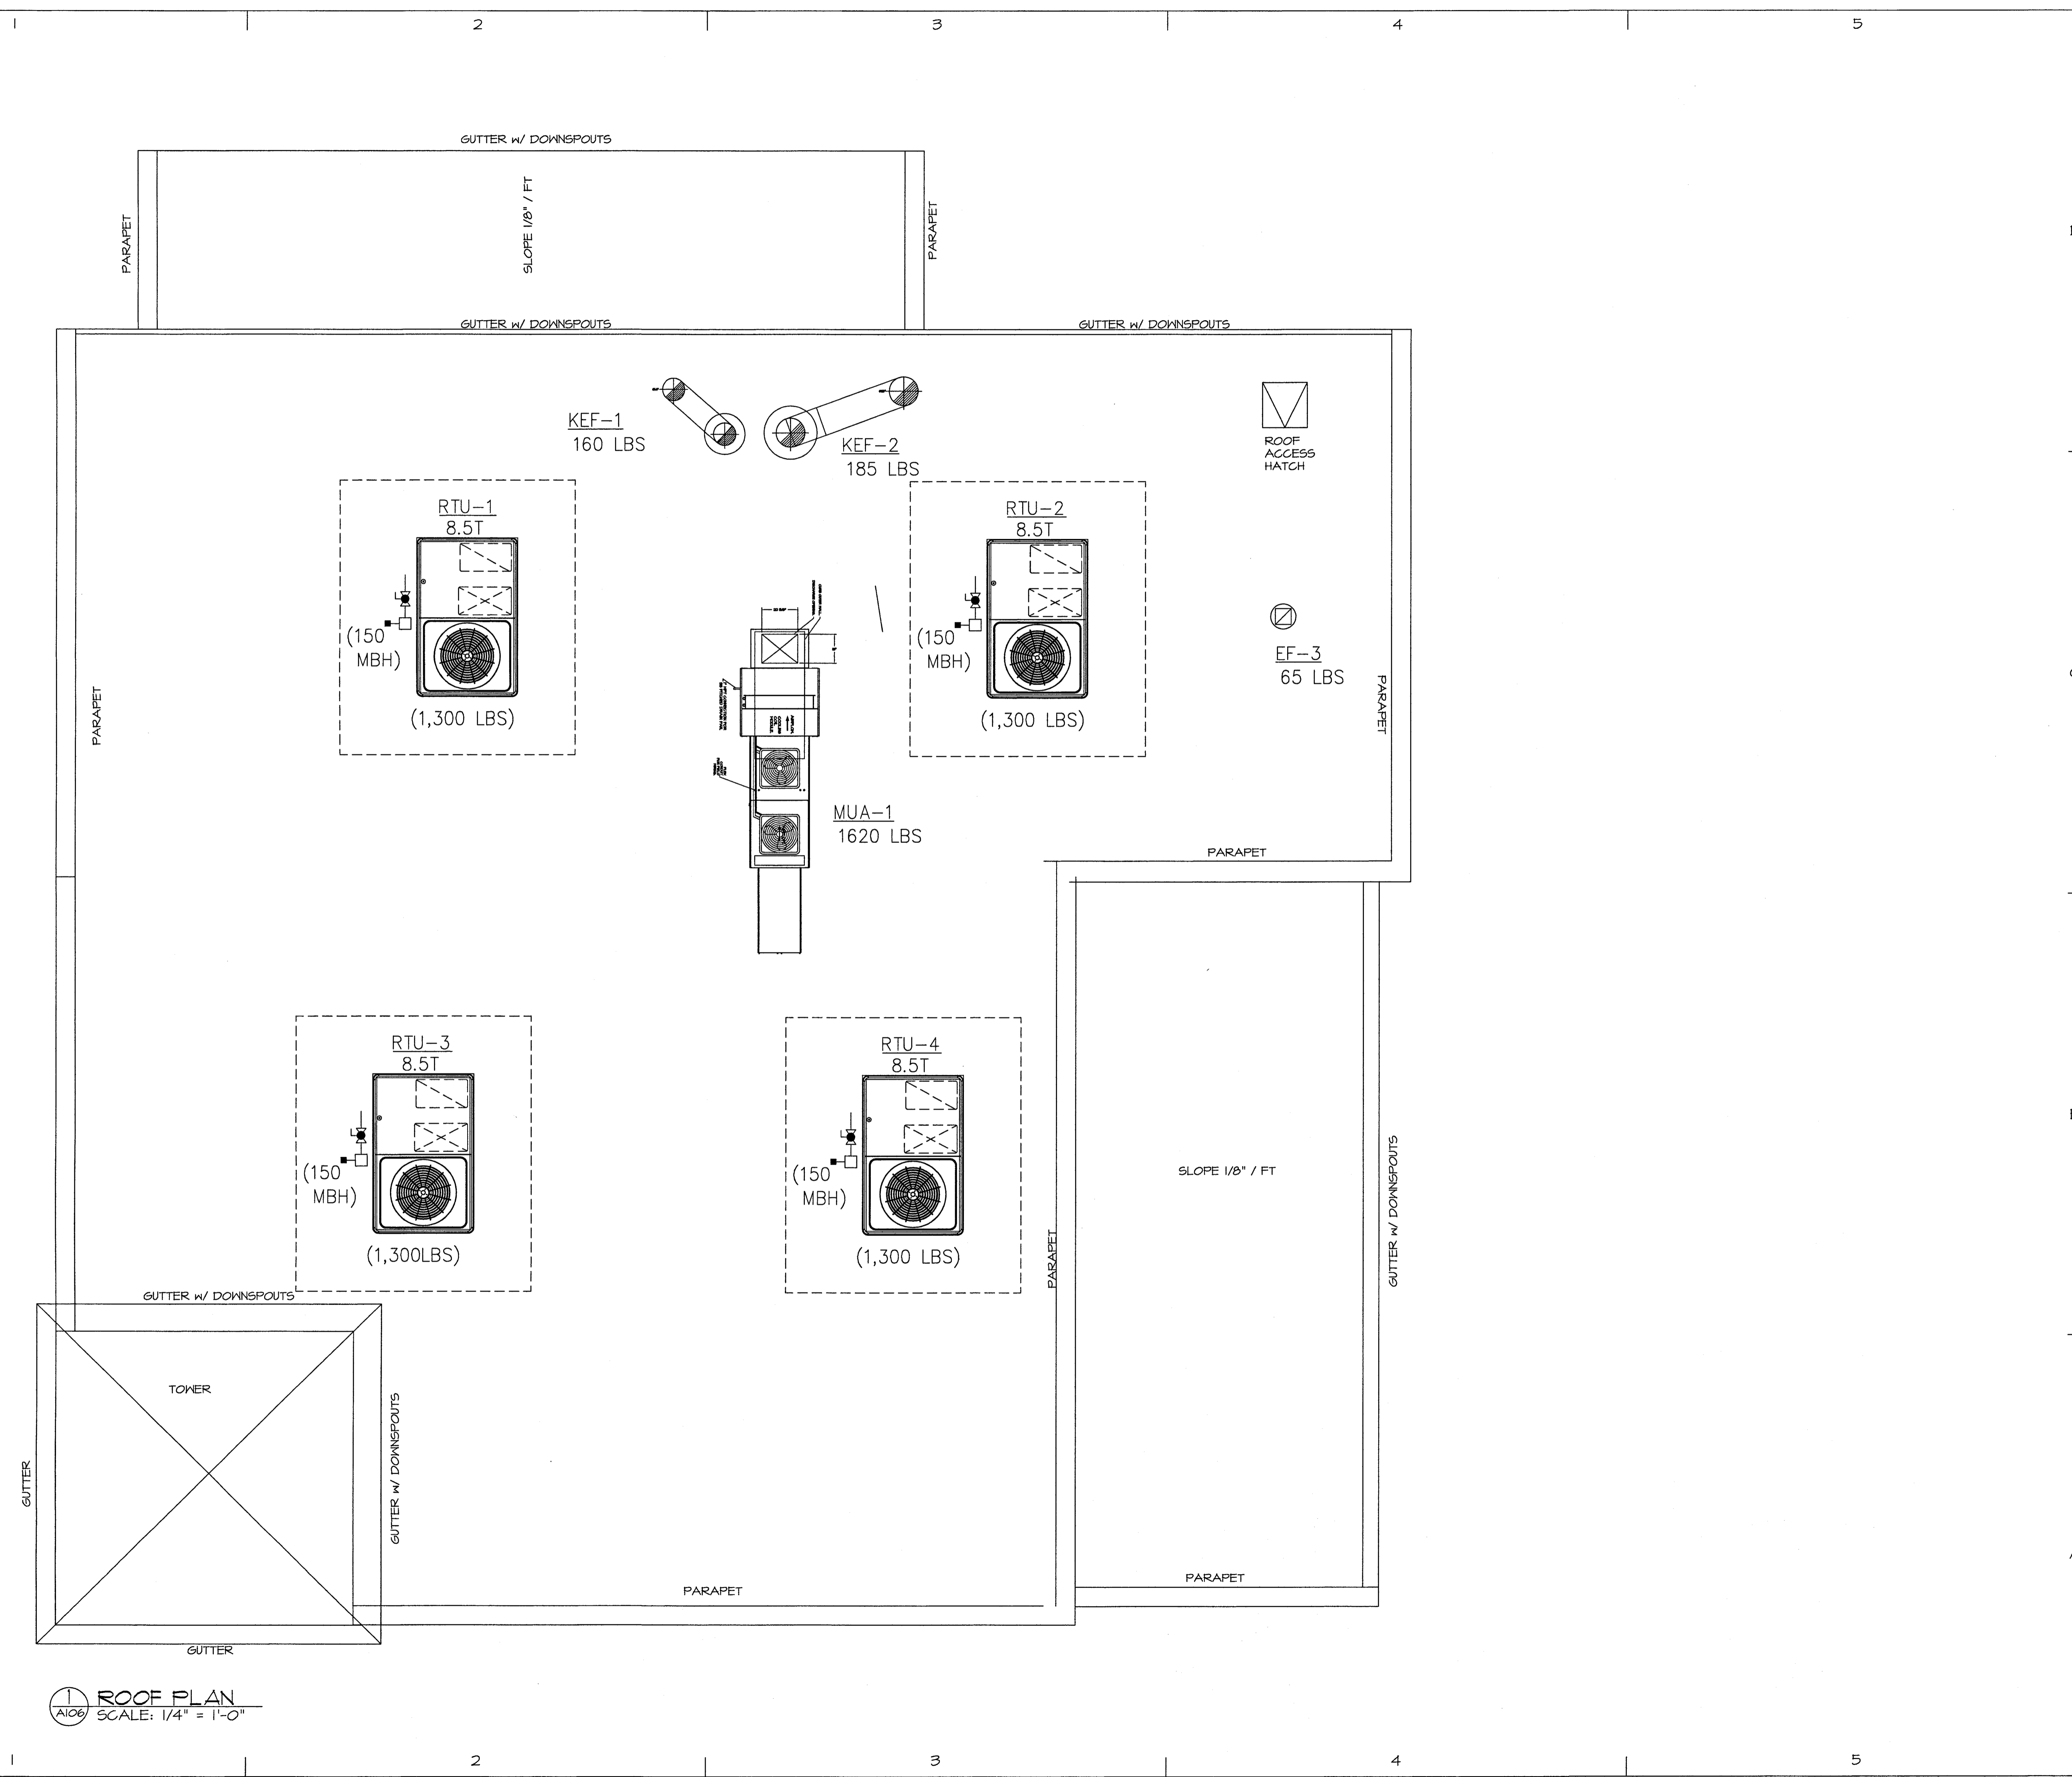 1 2 3 4 5
GUTTER W/ DOWNSPOUTS
PARAPET
SLOPE 1/8" / FT
PARAPET
GUTTER W/ DOWNSPOUTS
GUTTER W/ DOWNSPOUTS
KEF-1
160 LBS
KEF-2
185 LBS
ROOF
ACCESS
HATCH
RTU-1
8.5T
(150
MBH)
(1,300 LBS)
RTU-2
8.5T
(150
MBH)
(1,300 LBS)
EF-3
65 LBS
PARAPET
PARAPET
MUA-1
1620 LBS
PARAPET
RTU-3
8.5T
(150
MBH)
(1,300LBS)
RTU-4
8.5T
(150
MBH)
(1,300 LBS)
PARAPET
SLOPE 1/8" / FT
GUTTER W/ DOWNSPOUTS
GUTTER W/ DOWNSPOUTS
TOWER
GUTTER
GUTTER W/ DOWNSPOUTS
PARAPET
PARAPET
GUTTER
1
A106
ROOF PLAN
SCALE: 1/4" = 1'-0"
1 2 3 4 5